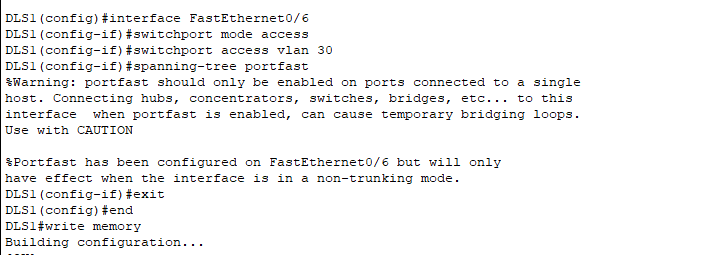 DLS1(config)#interface FastEthernet0/6
DLS1(config-if)#switchport mode access
DLS1(config-if)#switchport access vlan 30
DLS1(config-if)#spanning-tree portfast
%Warning: portfast should only be enabled on ports connected to a single
host. Connecting hubs, concentrators, switches, bridges, etc... to this
interface  when portfast is enabled, can cause temporary bridging loops.
Use with CAUTION

%Portfast has been configured on FastEthernet0/6 but will only
have effect when the interface is in a non-trunking mode.
DLS1(config-if)#exit
DLS1(config)#end
DLS1#write memory
Building configuration...